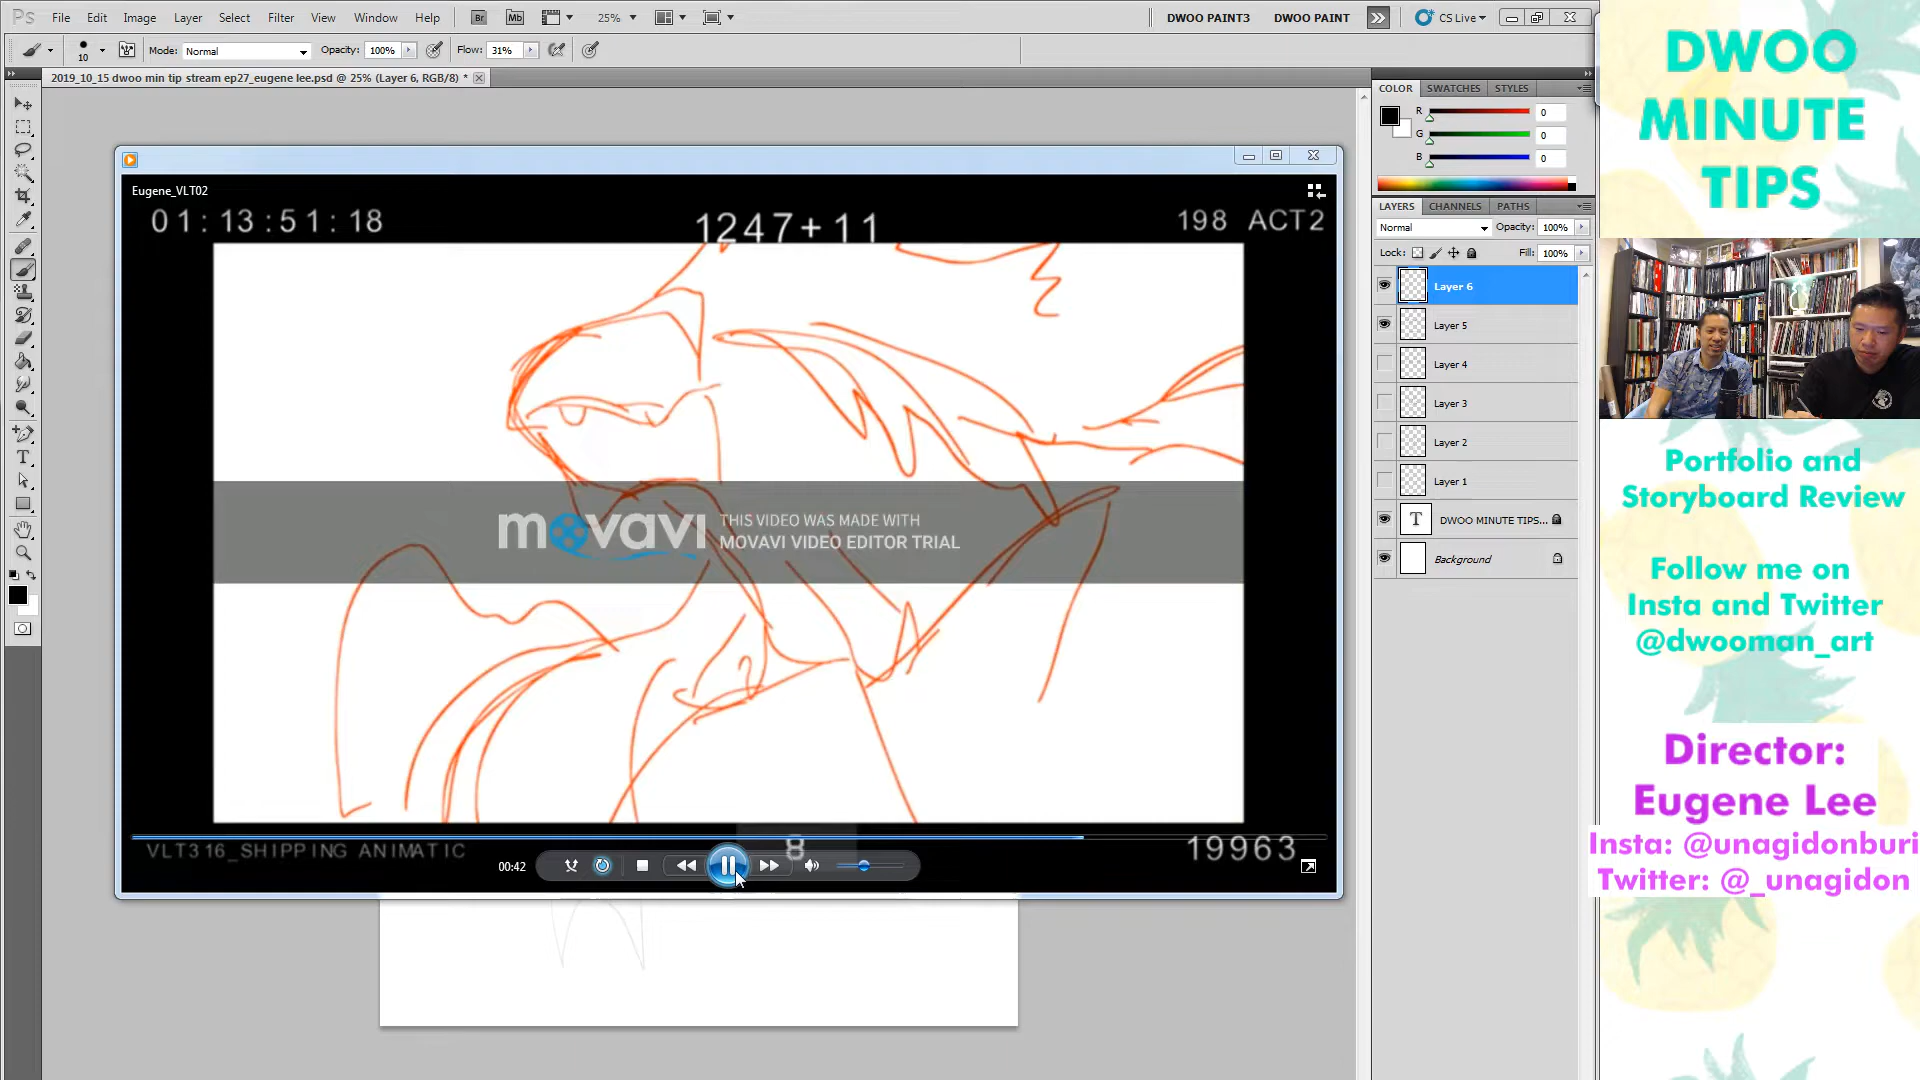 Ps File Edit Image Layer Select Filter View Window Help Br Mb 25% DWOO PAINT3 DWOO PAINT CS Live
10 Mode: Normal Opacity: 100% Flow: 31%
2019_10_15 dwoo min tip stream ep27_eugene lee.psd @ 25% (Layer 6, RGB/8) *
Eugene_VLT02
01:13:51:18 1247+11 198 ACT2
movavi THIS VIDEO WAS MADE WITH
MOVAVI VIDEO EDITOR TRIAL
VLT316_SHIPPING ANIMATIC 8 19963
00:42
COLOR SWATCHES STYLES
R 0
G 0
B 0
LAYERS CHANNELS PATHS
Normal Opacity: 100%
Lock: Fill: 100%
Layer 6
Layer 5
Layer 4
Layer 3
Layer 2
Layer 1
T DWOO MINUTE TIPS...
Background
DWOO
MINUTE
TIPS
Portfolio and
Storyboard Review
Follow me on
Insta and Twitter
@dwooman_art
Director:
Eugene Lee
Insta: @unagidonburi
Twitter: @_unagidon